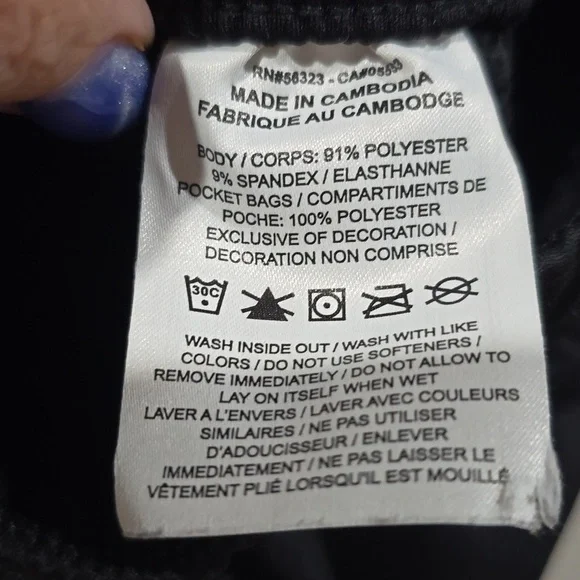 RN#56323 - CA#05553
MADE IN CAMBODIA
FABRIQUE AU CAMBODGE
BODY / CORPS: 91% POLYESTER
9% SPANDEX / ELASTHANNE
POCKET BAGS / COMPARTIMENTS DE
POCHE: 100% POLYESTER
EXCLUSIVE OF DECORATION /
DECORATION NON COMPRISE
30C
WASH INSIDE OUT / WASH WITH LIKE
COLORS / DO NOT USE SOFTENERS /
REMOVE IMMEDIATELY / DO NOT ALLOW TO
LAY ON ITSELF WHEN WET
LAVER A L'ENVERS / LAVER AVEC COULEURS
SIMILAIRES / NE PAS UTILISER
D'ADOUCISSEUR / ENLEVER
IMMEDIATEMENT / NE PAS LAISSER LE
VÊTEMENT PLIÉ LORSQU'IL EST MOUILLÉ